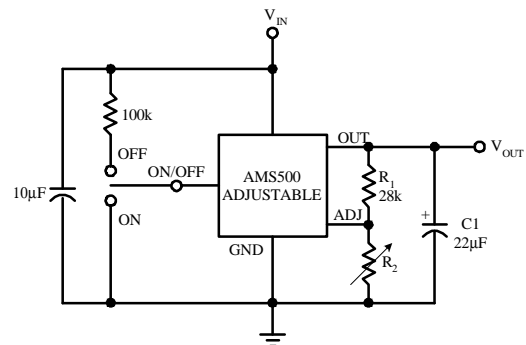 V_IN
100k
OFF
ON/OFF
10µF
ON
AMS500
ADJUSTABLE
OUT
ADJ
GND
R_1
28k
R_2
V_OUT
+
C1
22µF